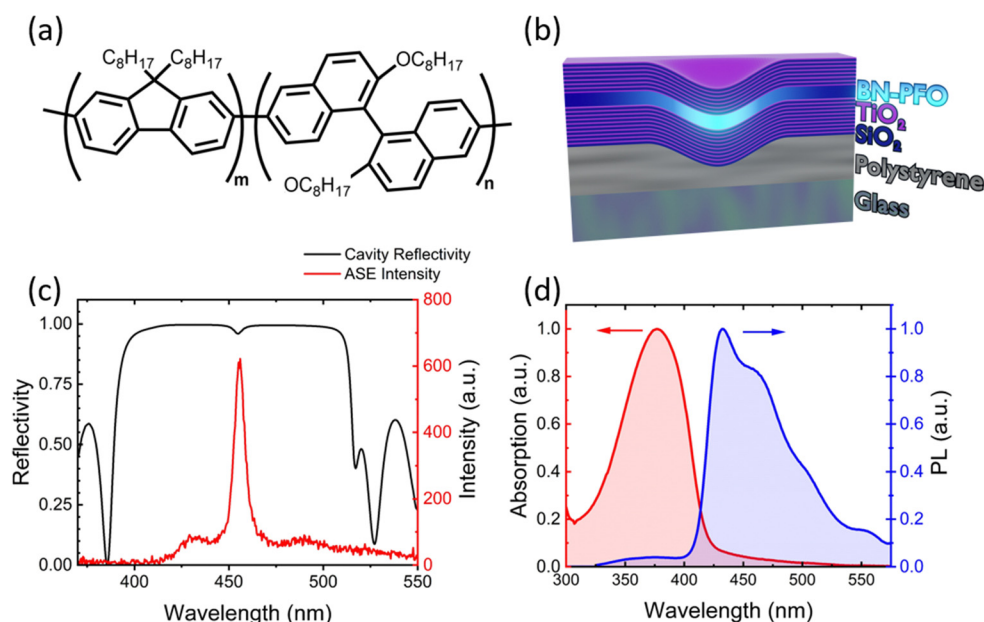 (a)
C₈H₁₇
C₈H₁₇
OC₈H₁₇
OC₈H₁₇
m
n
(b)
BN-PFO
TiO₂
SiO₂
Polystyrene
Glass
(c)
Cavity Reflectivity
ASE Intensity
1.00
0.75
0.50
0.25
0.00
Reflectivity
800
600
400
200
0
Intensity (a.u.)
400
450
500
550
Wavelength (nm)
(d)
1.0
0.8
0.6
0.4
0.2
0.0
Absorption (a.u.)
1.0
0.8
0.6
0.4
0.2
0.0
PL (a.u.)
300
350
400
450
500
550
Wavelength (nm)